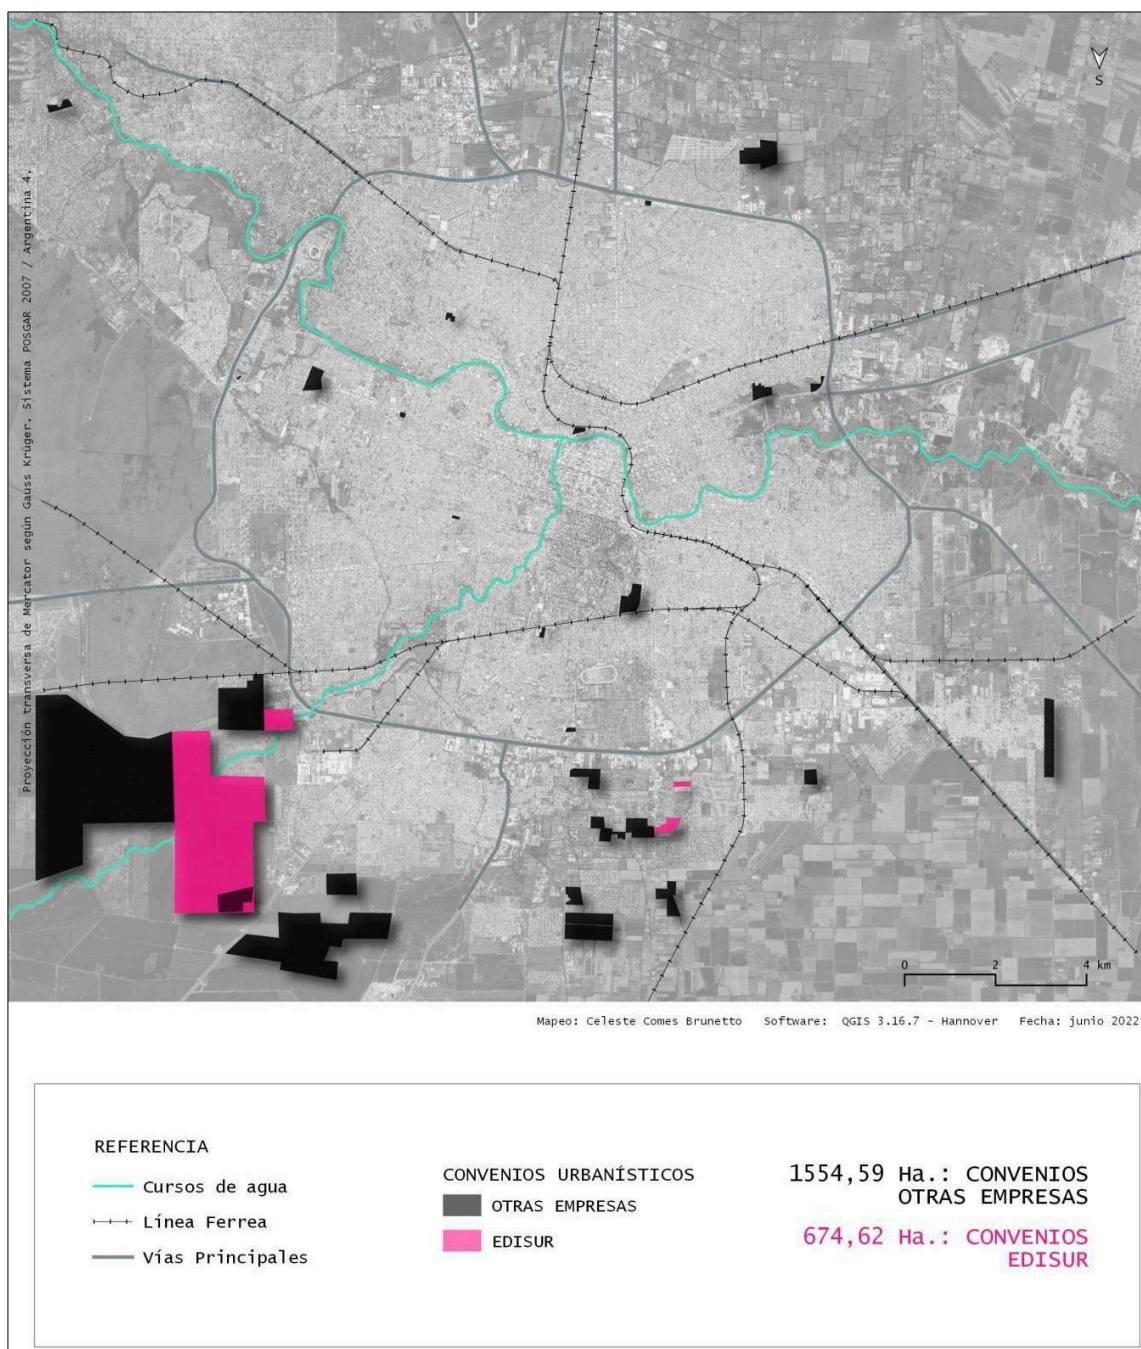 S
Proyección transversa de Mercator según Gauss Krüger. Sistema POSGAR 2007 / Argentina 4.
0 2 4 km
Mapeo: Celeste Comes Brunetto Software: QGIS 3.16.7 - Hannover Fecha: junio 2022
REFERENCIA
Cursos de agua
Línea Ferrea
Vías Principales
CONVENIOS URBANÍSTICOS
OTRAS EMPRESAS
EDISUR
1554,59 Ha.: CONVENIOS
OTRAS EMPRESAS
674,62 Ha.: CONVENIOS
EDISUR